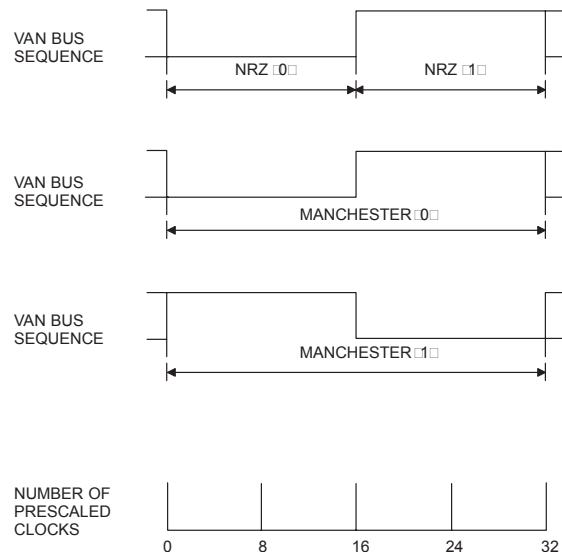 VAN BUS
SEQUENCE
NRZ □0□
NRZ □1□
VAN BUS
SEQUENCE
MANCHESTER □0□
VAN BUS
SEQUENCE
MANCHESTER □1□
NUMBER OF
PRESCALED
CLOCKS
0 8 16 24 32